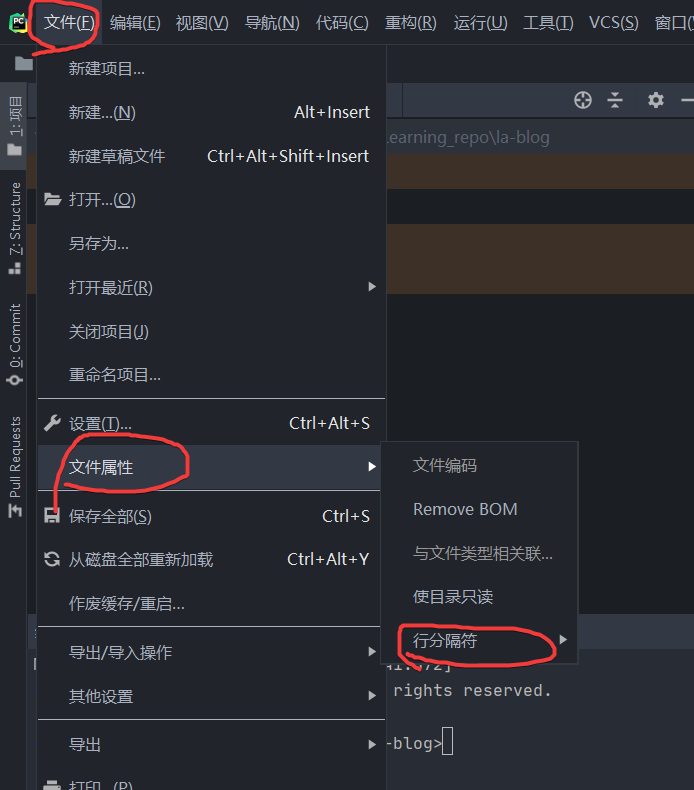 PC 文件(F) 编辑(E) 视图(V) 导航(N) 代码(C) 重构(R) 运行(U) 工具(T) VCS(S) 窗口(
新建项目...
新建...(N) Alt+Insert
新建草稿文件 Ctrl+Alt+Shift+Insert
打开...(O)
另存为...
打开最近(R)
关闭项目(J)
重命名项目...
设置(T)... Ctrl+Alt+S
文件属性
保存全部(S) Ctrl+S
从磁盘全部重新加载 Ctrl+Alt+Y
作废缓存/重启...
导出/导入操作
其他设置
导出
打印...(P)
文件编码
Remove BOM
与文件类型相关联...
使目录只读
行分隔符
1: 项目
Z: Structure
0: Commit
Pull Requests
earning_repo\la-blog
rights reserved.
-blog>